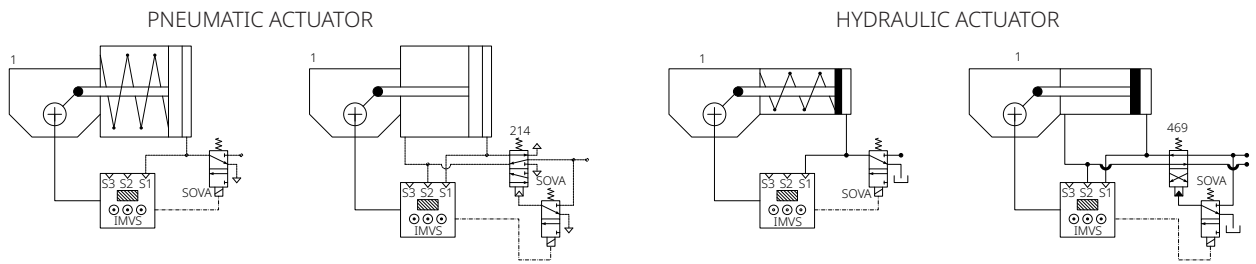 PNEUMATIC ACTUATOR
HYDRAULIC ACTUATOR
1
S3 S2 S1
IMVS
SOVA
1
214
S3 S2 S1
IMVS
SOVA
1
S3 S2 S1
IMVS
SOVA
1
469
S3 S2 S1
IMVS
SOVA